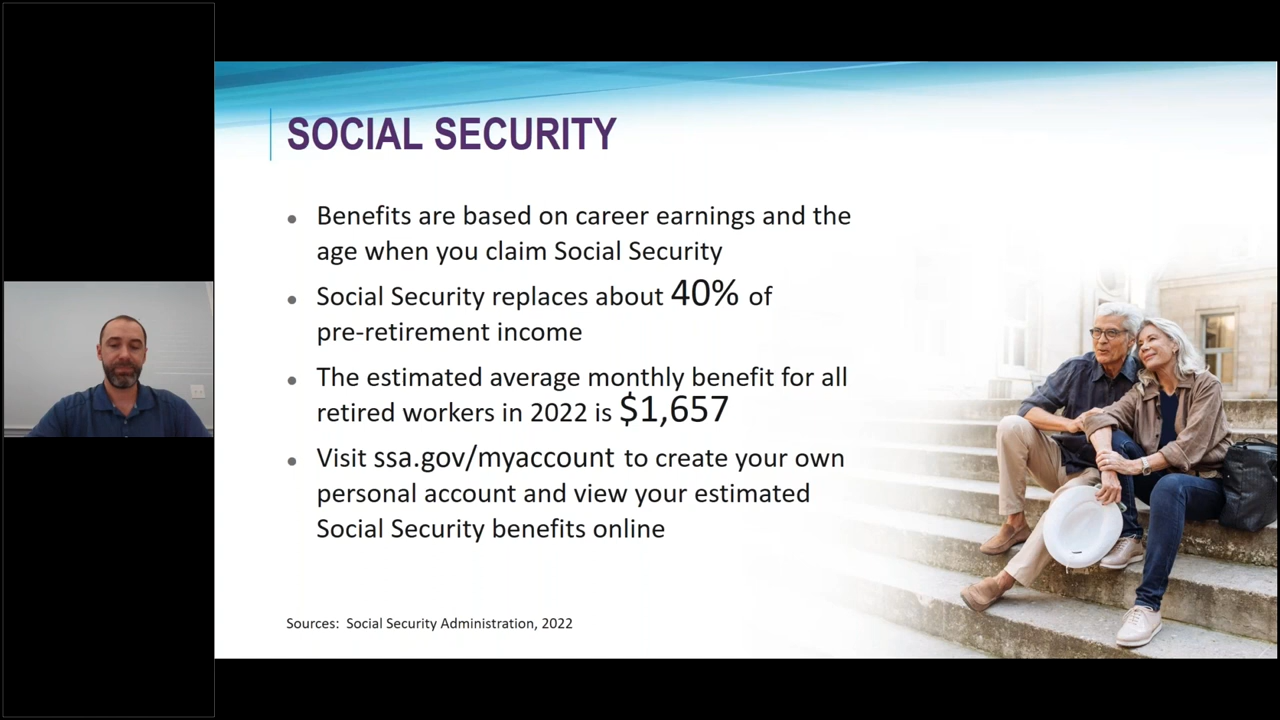 SOCIAL SECURITY
• Benefits are based on career earnings and the
age when you claim Social Security
• Social Security replaces about 40% of
pre-retirement income
• The estimated average monthly benefit for all
retired workers in 2022 is $1,657
• Visit ssa.gov/myaccount to create your own
personal account and view your estimated
Social Security benefits online
Sources: Social Security Administration, 2022